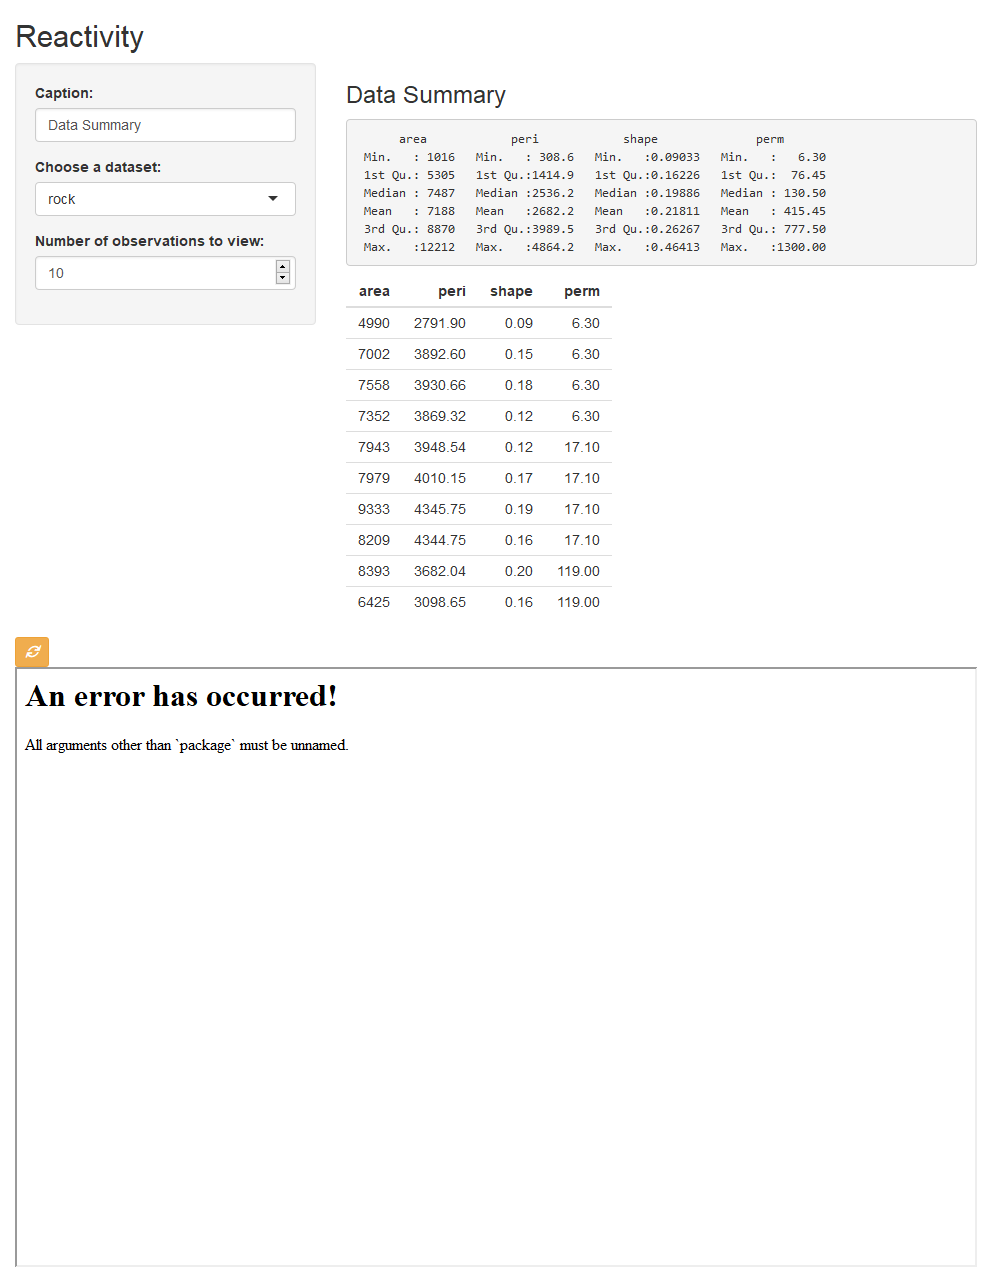 Reactivity
Caption:
Data Summary
Choose a dataset:
rock
Number of observations to view:
10
Data Summary
area peri shape perm
Min. : 1016 Min. : 308.6 Min. :0.09033 Min. : 6.30
1st Qu.: 5305 1st Qu.:1414.9 1st Qu.:0.16226 1st Qu.: 76.45
Median : 7487 Median :2536.2 Median :0.19886 Median : 130.50
Mean : 7188 Mean :2682.2 Mean :0.21811 Mean : 415.45
3rd Qu.: 8870 3rd Qu.:3989.5 3rd Qu.:0.26267 3rd Qu.: 777.50
Max. :12212 Max. :4864.2 Max. :0.46413 Max. :1300.00
area peri shape perm
4990 2791.90 0.09 6.30
7002 3892.60 0.15 6.30
7558 3930.66 0.18 6.30
7352 3869.32 0.12 6.30
7943 3948.54 0.12 17.10
7979 4010.15 0.17 17.10
9333 4345.75 0.19 17.10
8209 4344.75 0.16 17.10
8393 3682.04 0.20 119.00
6425 3098.65 0.16 119.00
An error has occurred!
All arguments other than `package` must be unnamed.